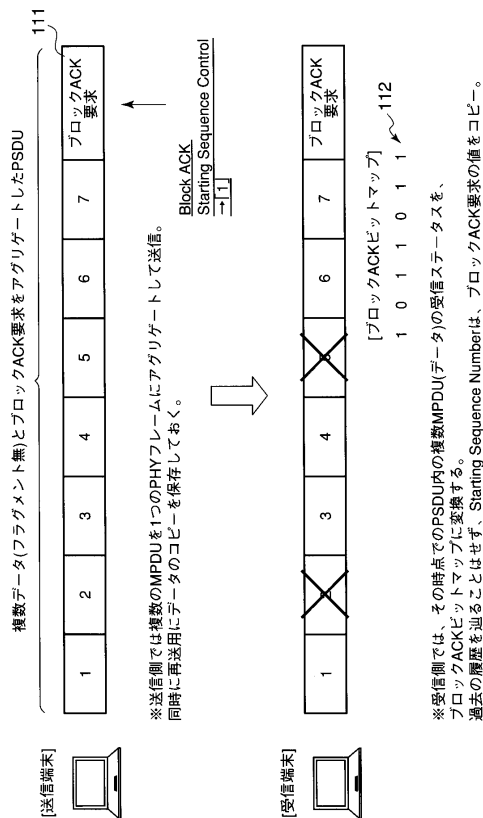 複数データ(フラグメント無)とブロックACK要求をアグリゲートしたPSDU
111
[送信端末]
1 2 3 4 5 6 7 ブロックACK
要求
※送信側では複数のMPDUを1つのPHYフレームにアグリゲートして送信。
同時に再送用にデータのコピーを保存しておく。
Block ACK
Starting Sequence Control
→1
[受信端末]
1 3 4 6 7 ブロックACK
要求
[ブロックACKビットマップ]
1 0 1 1 0 1 1
112
※受信側では、その時点でのPSDU内の複数MPDU(データ)の受信ステータスを、
ブロックACKビットマップに変換する。
過去の履歴を辿ることはせず、Starting Sequence Numberは、ブロックACK要求の値をコピー。